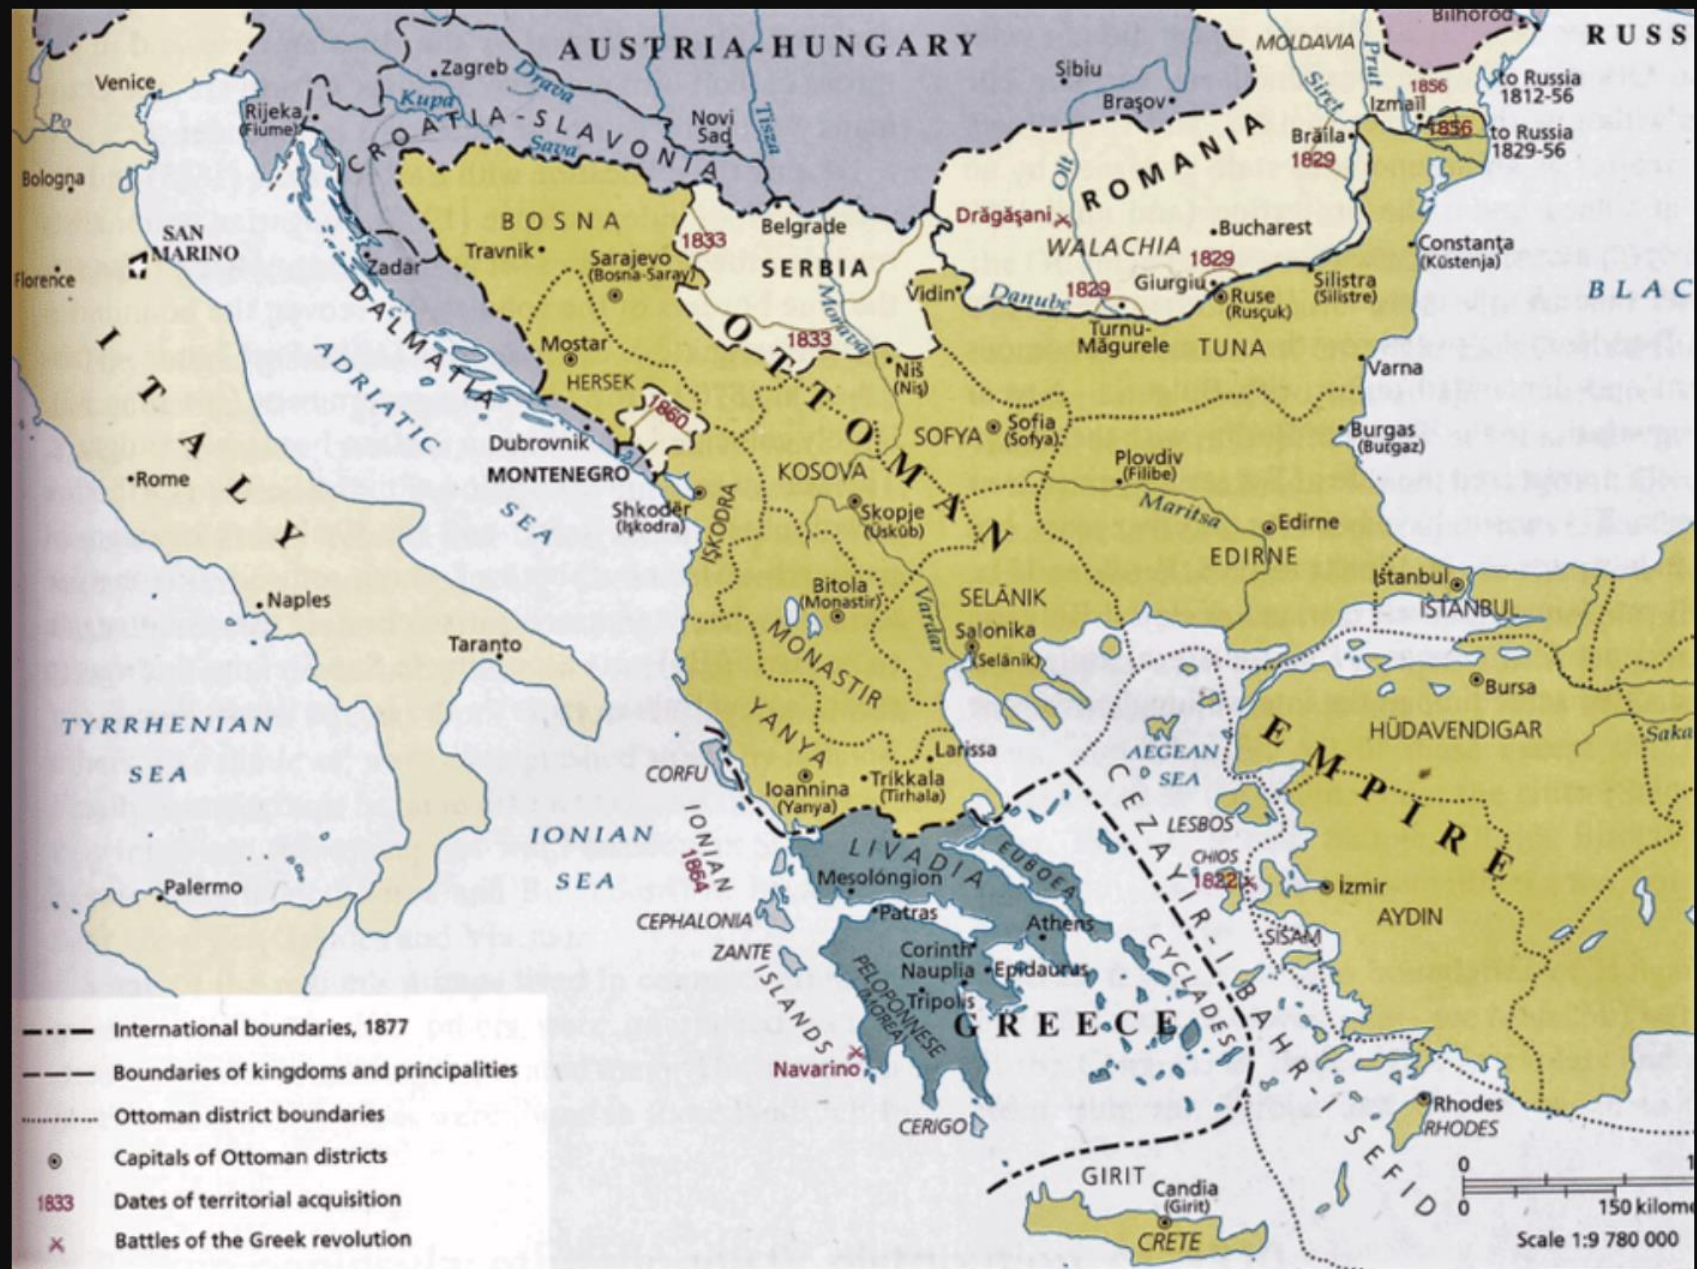 Bilhorod
AUSTRIA-HUNGARY
RUSS
MOLDAVIA
Prut
Zagreb
Drava
Sibiu
Venice
Siret
1856
to Russia
1812-56
Kupa
Braşov
Izmaïl
Rijeka
(Fiume)
Novi
Sad
Tisza
Po
CROATIA-SLAVONIA
Sava
Brăila
1829
1856
to Russia
1829-56
Bologna
Olt
ROMANIA
BOSNA
Drăgăşani
SAN
MARINO
Travnik
Sarajevo
(Bosna-Saray)
1833
Belgrade
WALACHIA
Bucharest
Constanţa
(Küstenja)
Florence
Zadar
SERBIA
1829
Giurgiu
Silistra
(Silistre)
Vidin
Danube
1829
Ruse
(Rusçuk)
BLAC
DALMATIA
Morava
OTTOMAN
1833
Turnu-
Măgurele
TUNA
ITALY
ADRIATIC
SEA
Mostar
HERSEK
Niš
(Niş)
Varna
1860
Dubrovnik
SOFYA
Sofia
(Sofya)
Burgas
(Burgaz)
MONTENEGRO
KOSOVA
Plovdiv
(Filibe)
Rome
Maritsa
Shkodër
(Işkodra)
IŞKODRA
Skopje
(Üsküb)
Edirne
EDIRNE
Bitola
(Monastir)
Vardar
SELÂNIK
Istanbul
ISTANBUL
Naples
Salonika
(Selânik)
Taranto
MONASTIR
Bursa
TYRRHENIAN
SEA
YANYA
EMPIRE
HÜDAVENDIGAR
Saka
Larissa
AEGEAN
SEA
CORFU
Ioannina
(Yanya)
Trikkala
(Tirhala)
CEZAYIR-I BAHR-I SEFID
IONIAN
SEA
IONIAN
1864
ISLANDS
LESBOS
LIVADIA
EUBOEA
CHIOS
1822
Palermo
Mesolóngion
İzmir
CEPHALONIA
Patras
Athens
AYDIN
SİSAM
ZANTE
Corinth
Nauplia
Epidaurus
CYCLADES
Tripolis
PELOPONNESE
(MOREA)
GREECE
Navarino
CERIGO
Rhodes
RHODES
GIRIT
Candia
(Girit)
CRETE
International boundaries, 1877
Boundaries of kingdoms and principalities
Ottoman district boundaries
Capitals of Ottoman districts
1833 Dates of territorial acquisition
Battles of the Greek revolution
0
1
0
150 kilome
Scale 1:9 780 000